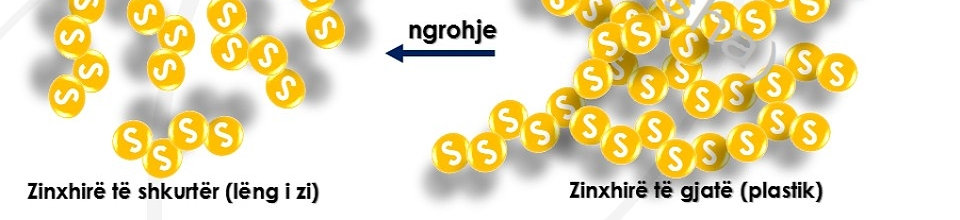 ngrohje
S S S S S S S S S S S S S S S S S
S S S S S S S S S S S S S S S S S S S S S S S S S S S S
Zinxhirë të shkurtër (lëng i zi)
Zinxhirë të gjatë (plastik)